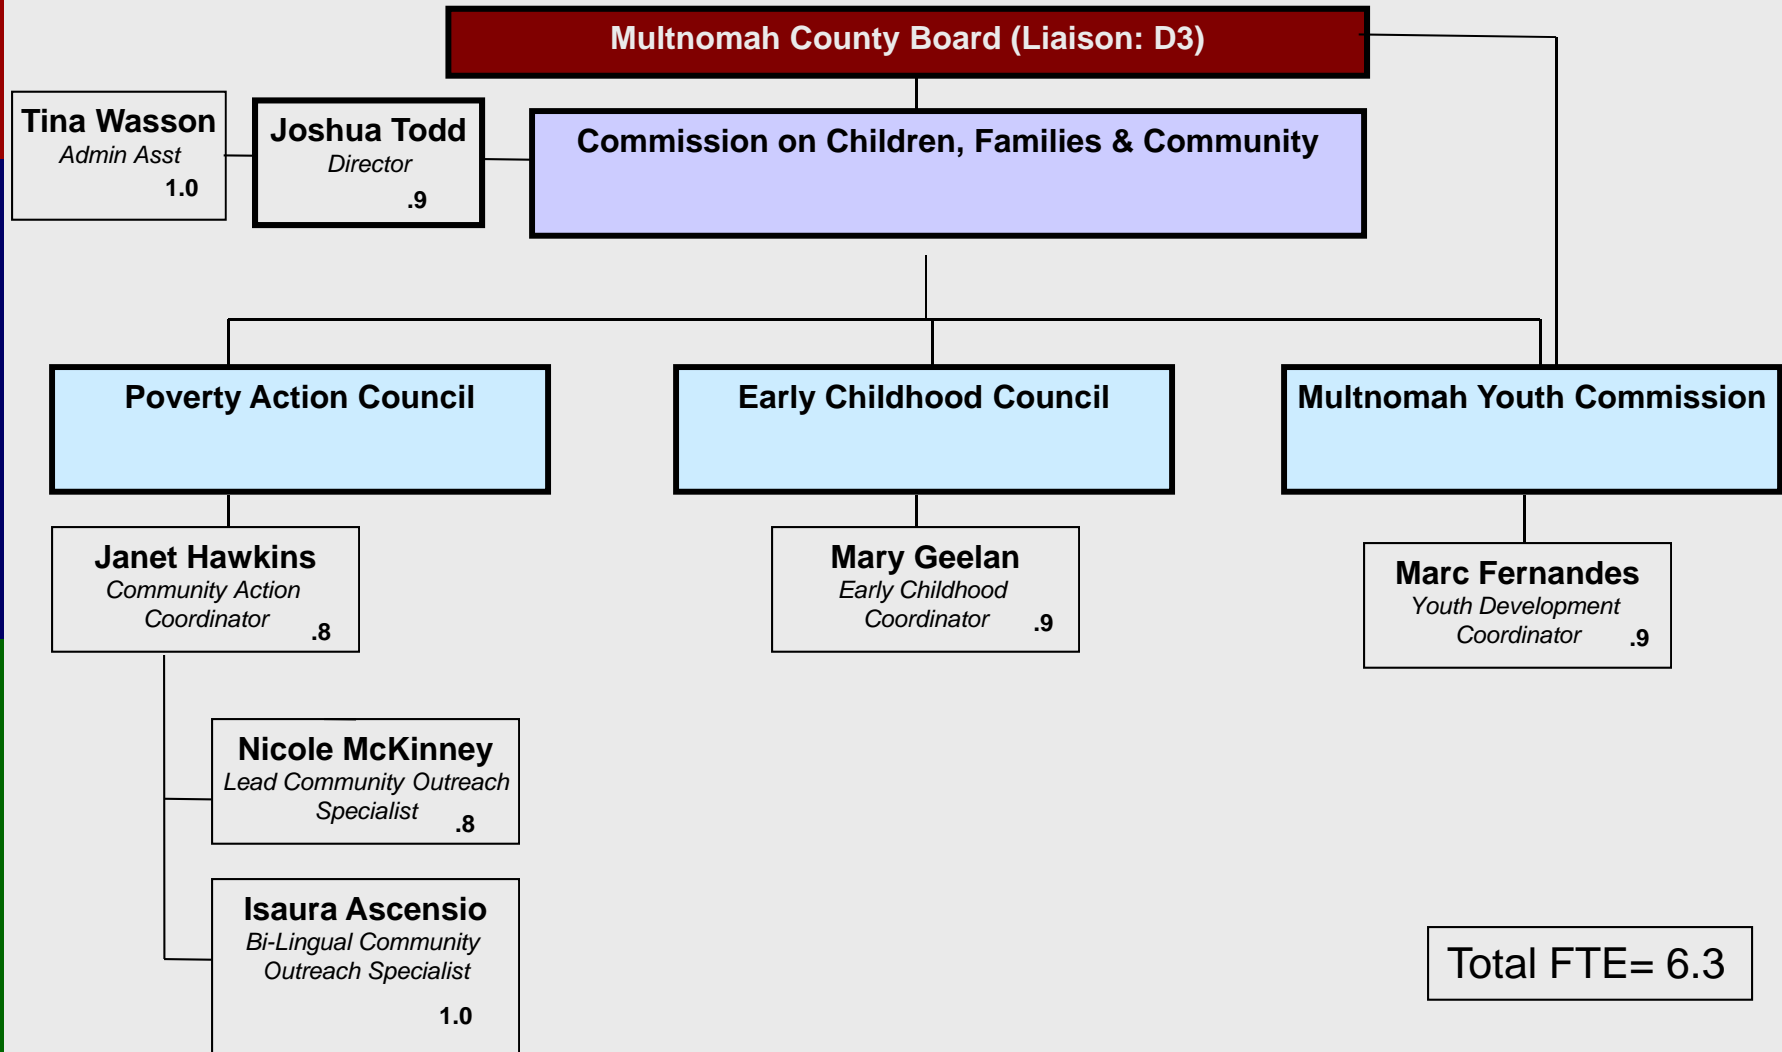 Multnomah County Board (Liaison: D3)
Tina Wasson
Admin Asst
1.0
Joshua Todd
Director
.9
Commission on Children, Families & Community
Poverty Action Council
Early Childhood Council
Multnomah Youth Commission
Janet Hawkins
Community Action
Coordinator
.8
Mary Geelan
Early Childhood
Coordinator
.9
Marc Fernandes
Youth Development
Coordinator
.9
Nicole McKinney
Lead Community Outreach
Specialist
.8
Isaura Ascensio
Bi-Lingual Community
Outreach Specialist
1.0
Total FTE= 6.3